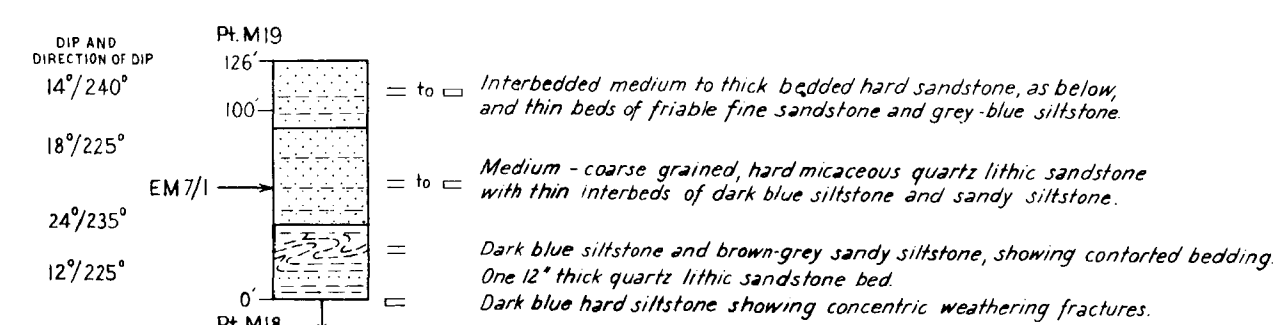 Pt. M19
DIP AND
DIRECTION OF DIP
126'
14°/240°
= to ▭ Interbedded medium to thick bedded hard sandstone, as below,
and thin beds of friable fine sandstone and grey-blue siltstone.
100'
18°/225°
= to ▭ Medium - coarse grained, hard micaceous quartz lithic sandstone
with thin interbeds of dark blue siltstone and sandy siltstone.
EM7/1
24°/235°
= Dark blue siltstone and brown-grey sandy siltstone, showing contorted bedding.
12°/225°
One 12" thick quartz lithic sandstone bed.
0'
Dark blue hard siltstone showing concentric weathering fractures.
Pt. M18